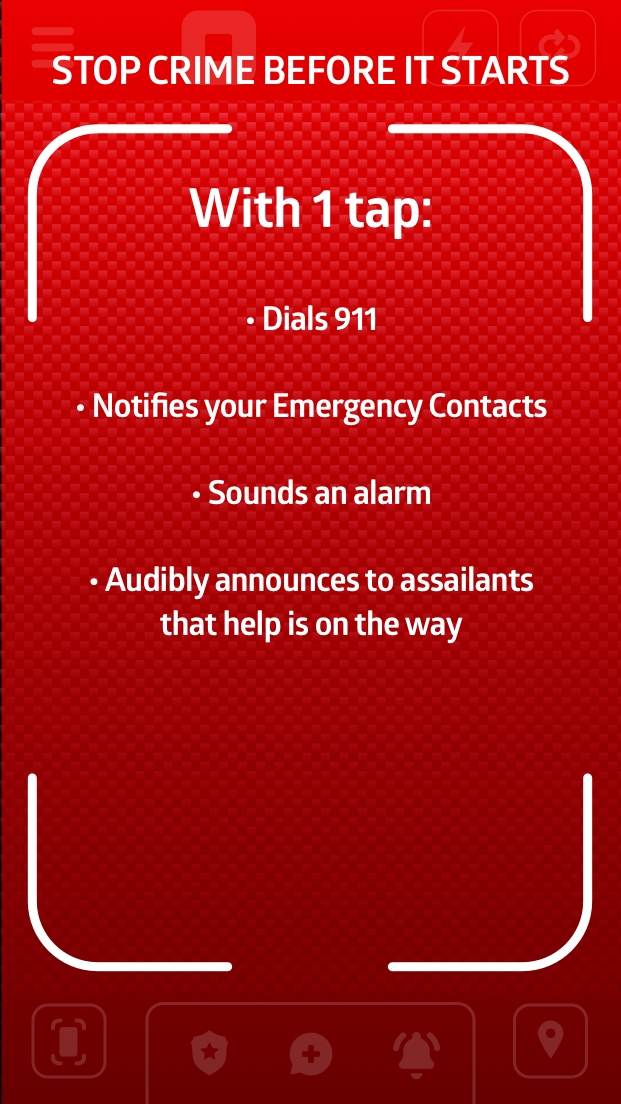 STOP CRIME BEFORE IT STARTS
With 1 tap:
• Dials 911
• Notifies your Emergency Contacts
• Sounds an alarm
• Audibly announces to assailants
that help is on the way